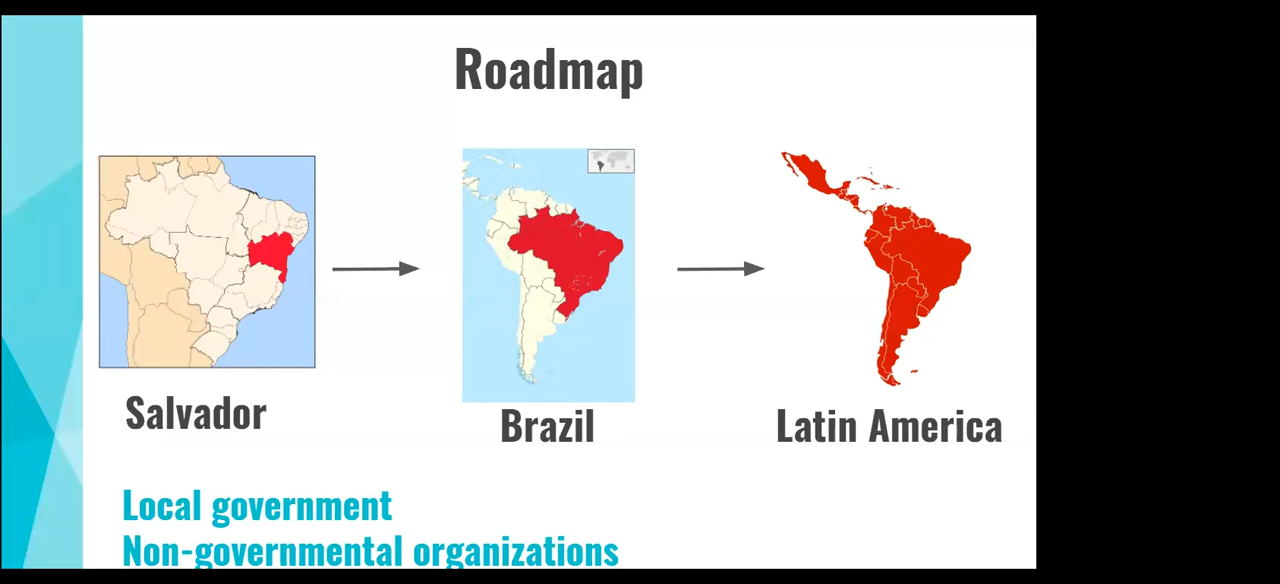 Roadmap
Salvador
Brazil
Latin America
Local government
Non-governmental organizations